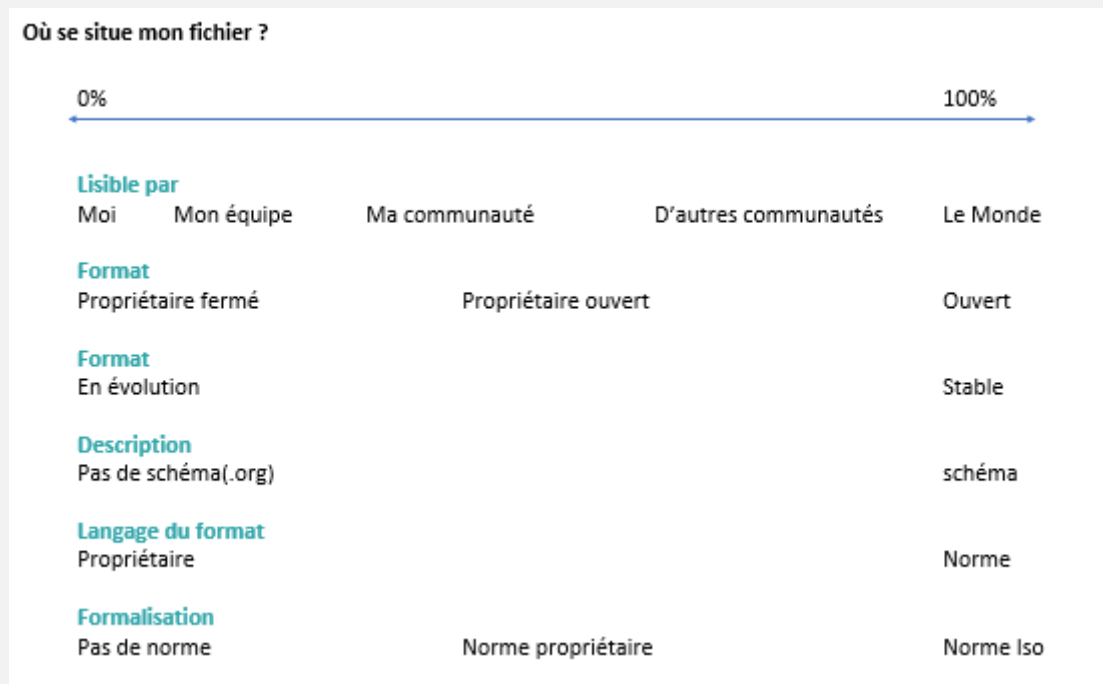 Où se situe mon fichier ?
0% 100%
Lisible par
Moi Mon équipe Ma communauté D'autres communautés Le Monde
Format
Propriétaire fermé Propriétaire ouvert Ouvert
Format
En évolution Stable
Description
Pas de schéma(.org) schéma
Langage du format
Propriétaire Norme
Formalisation
Pas de norme Norme propriétaire Norme Iso